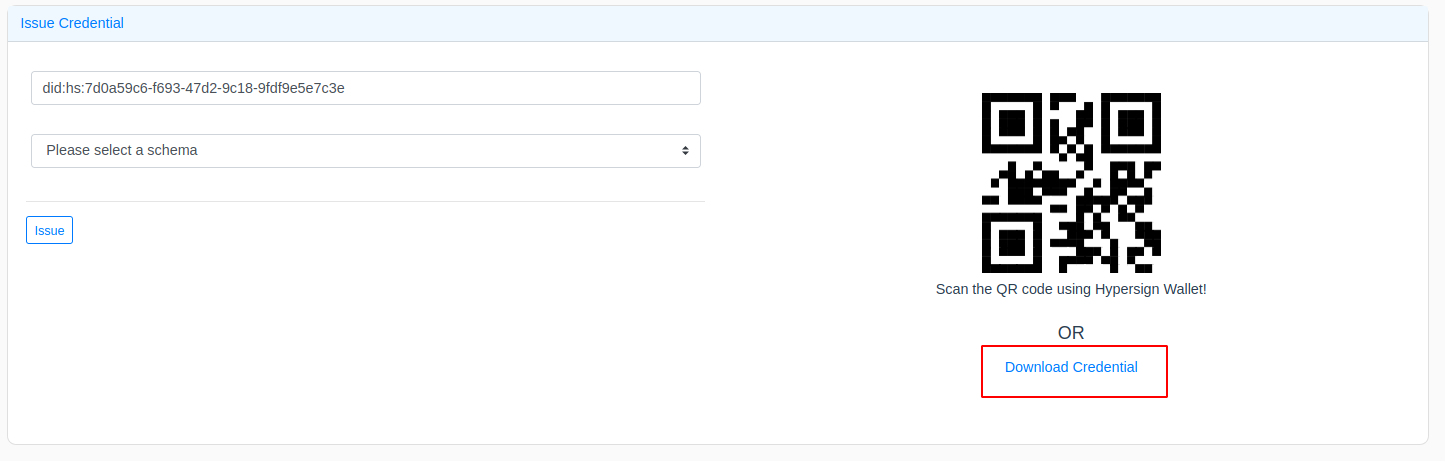 Issue Credential
did:hs:7d0a59c6-f693-47d2-9c18-9fdf9e5e7c3e
Please select a schema
Issue
Scan the QR code using Hypersign Wallet!
OR
Download Credential